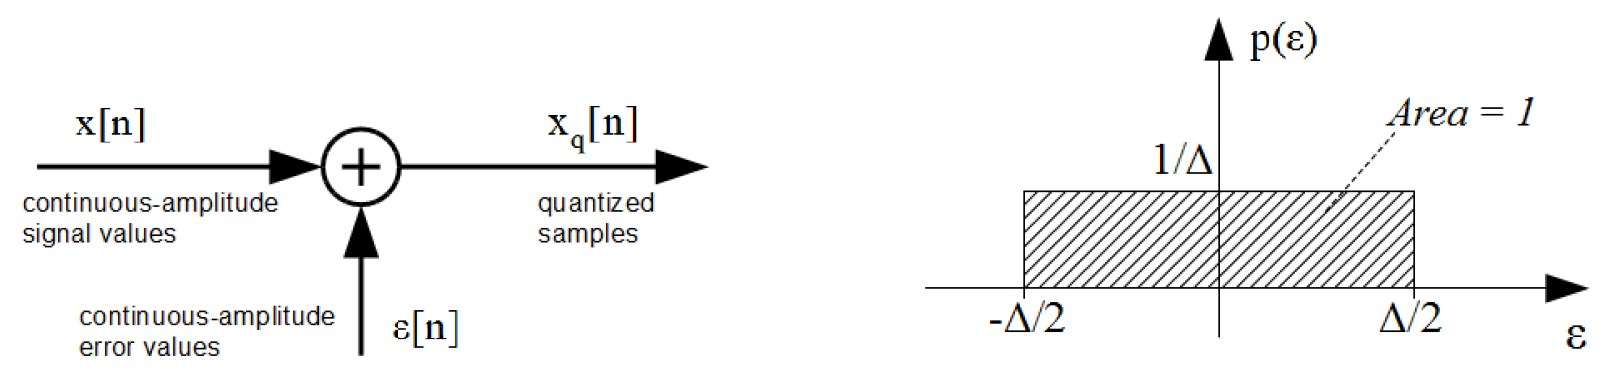 x[n]
x_q[n]
continuous-amplitude
signal values
quantized
samples
continuous-amplitude
error values
ε[n]
p(ε)
Area = 1
1/Δ
-Δ/2
Δ/2
ε